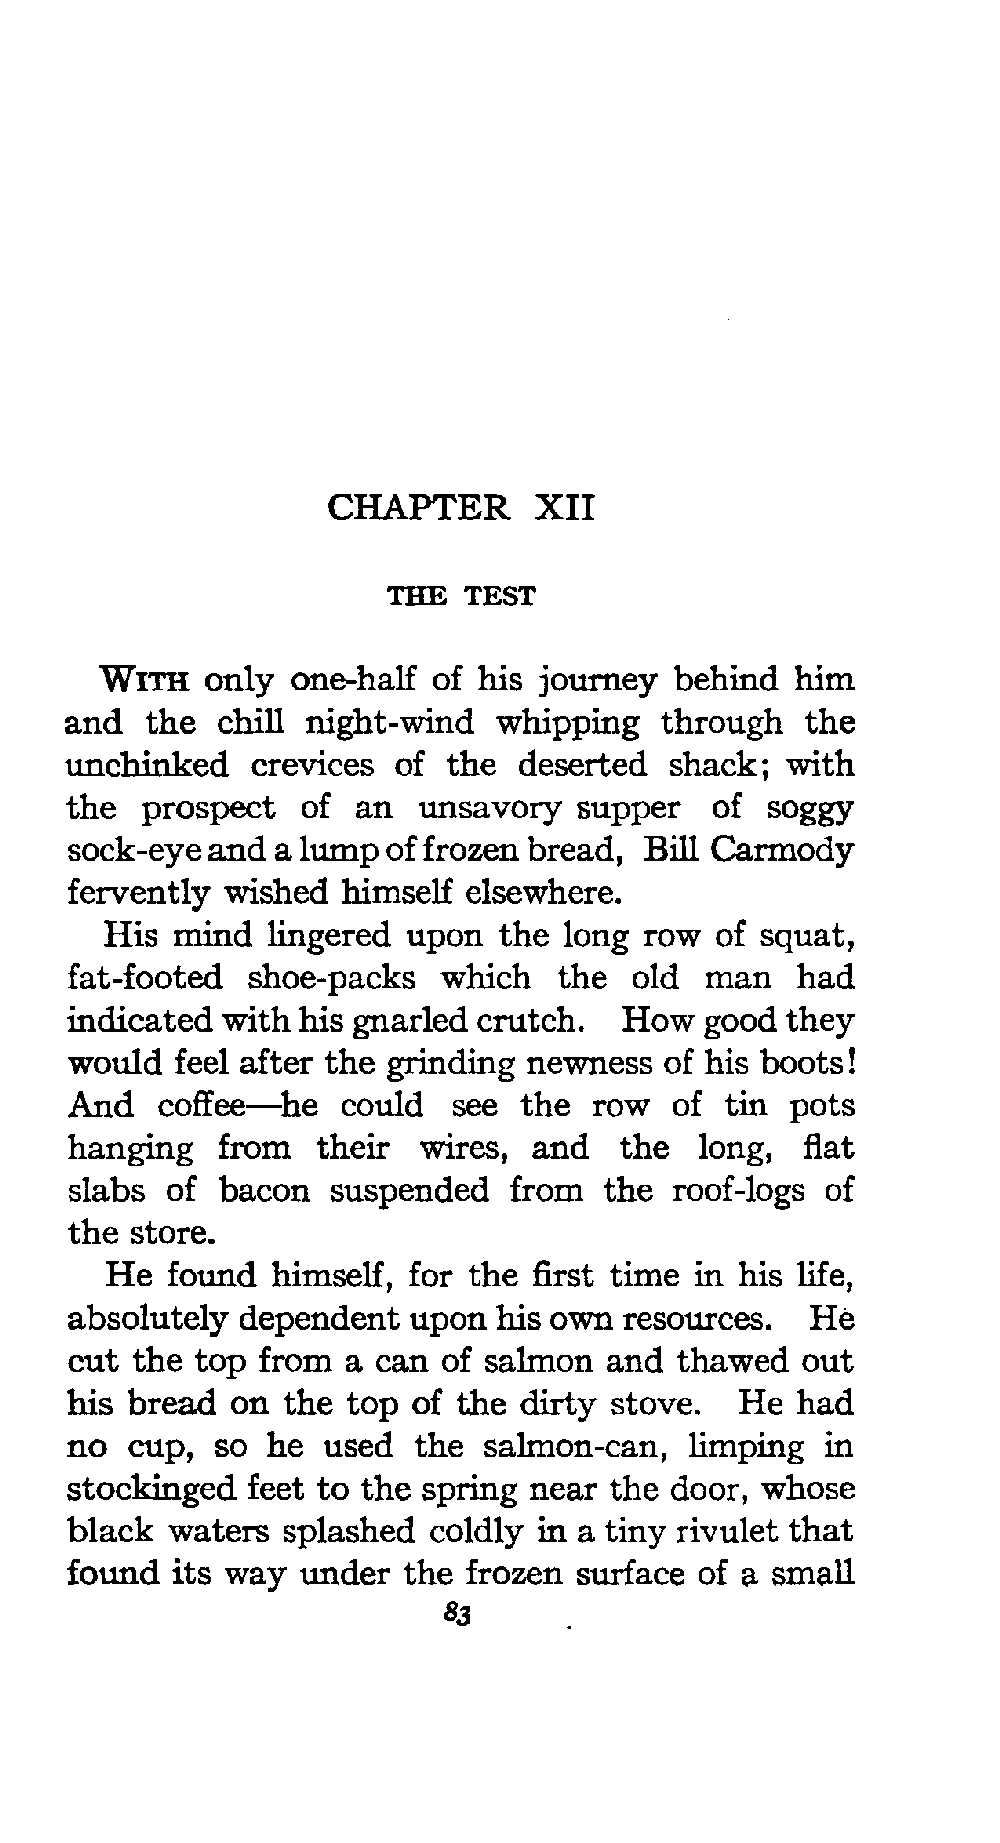 CHAPTER XII
THE TEST
WITH only one-half of his journey behind him
and the chill night-wind whipping through the
unchinked crevices of the deserted shack; with
the prospect of an unsavory supper of soggy
sock-eye and a lump of frozen bread, Bill Carmody
fervently wished himself elsewhere.
His mind lingered upon the long row of squat,
fat-footed shoe-packs which the old man had
indicated with his gnarled crutch. How good they
would feel after the grinding newness of his boots!
And coffee—he could see the row of tin pots
hanging from their wires, and the long, flat
slabs of bacon suspended from the roof-logs of
the store.
He found himself, for the first time in his life,
absolutely dependent upon his own resources. He
cut the top from a can of salmon and thawed out
his bread on the top of the dirty stove. He had
no cup, so he used the salmon-can, limping in
stockinged feet to the spring near the door, whose
black waters splashed coldly in a tiny rivulet that
found its way under the frozen surface of a small
83